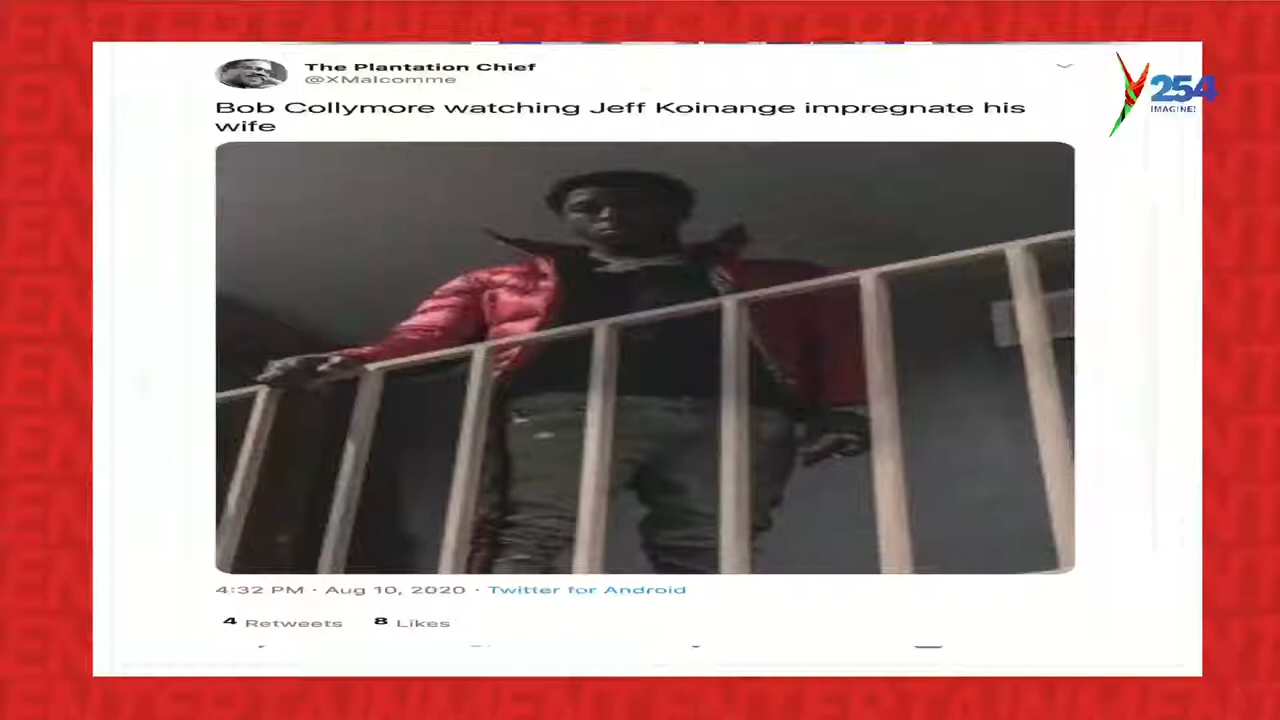 ENTERTAINMENT
The Plantation Chief
@XMalcomme
254
IMAGINE!
Bob Collymore watching Jeff Koinange impregnate his
wife
4:32 PM · Aug 10, 2020 · Twitter for Android
4 Retweets 8 Likes